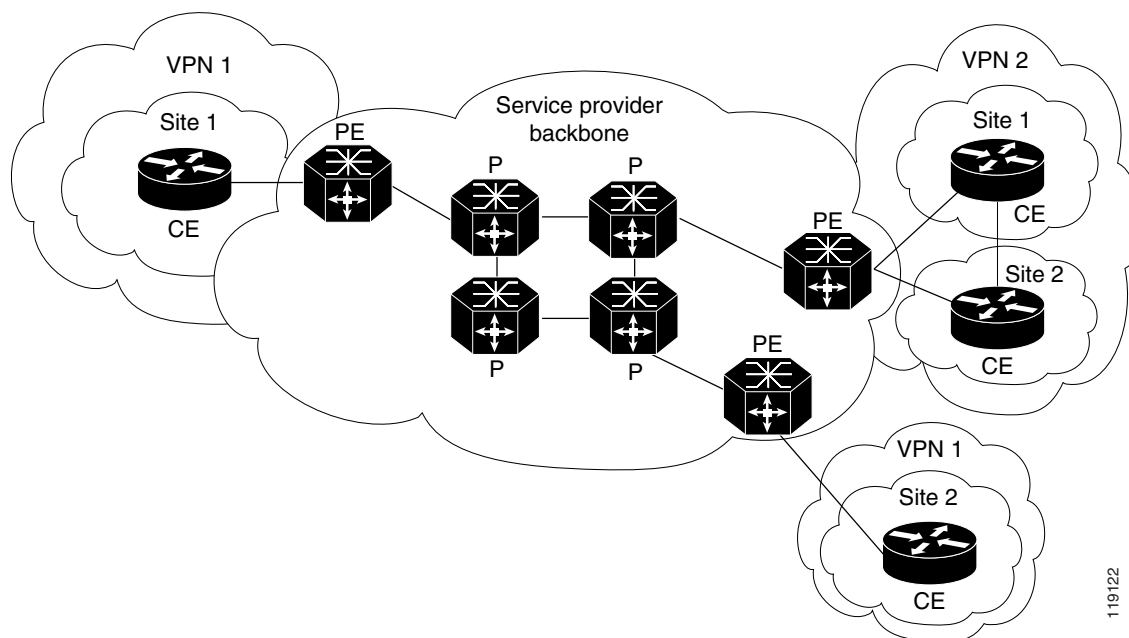 VPN 1
Site 1
CE
PE
Service provider
backbone
P
P
P
P
PE
PE
VPN 2
Site 1
CE
Site 2
CE
VPN 1
Site 2
CE
119122